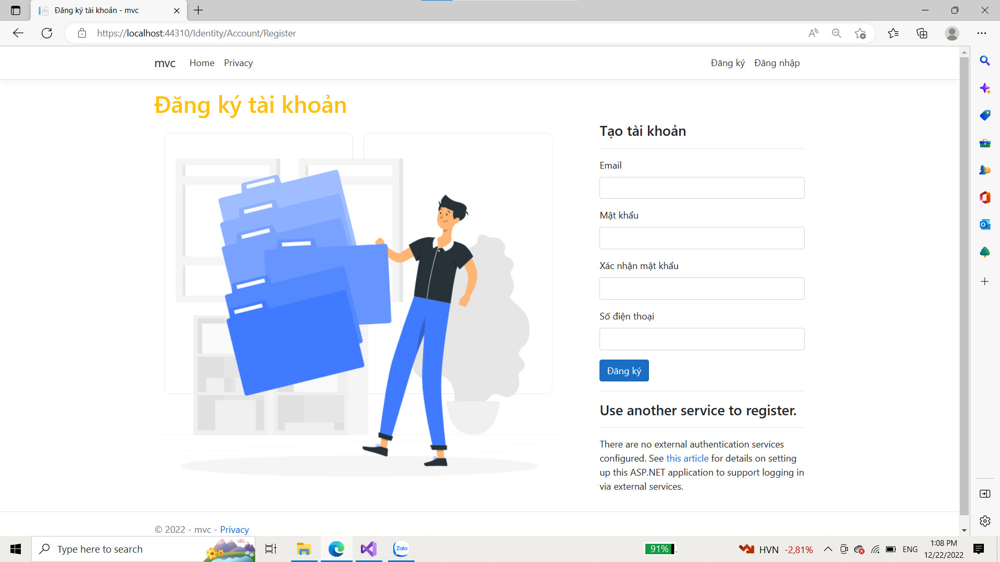 Đăng ký tài khoản - mvc
https://localhost:44310/Identity/Account/Register
mvc Home Privacy Đăng ký Đăng nhập
Đăng ký tài khoản
Tạo tài khoản
Email
Mật khẩu
Xác nhận mật khẩu
Số điện thoại
Đăng ký
Use another service to register.
There are no external authentication services
configured. See this article for details on setting
up this ASP.NET application to support logging in
via external services.
© 2022 - mvc - Privacy
Type here to search
Zalo
91%
HVN -2,81%
ENG
1:08 PM
12/22/2022